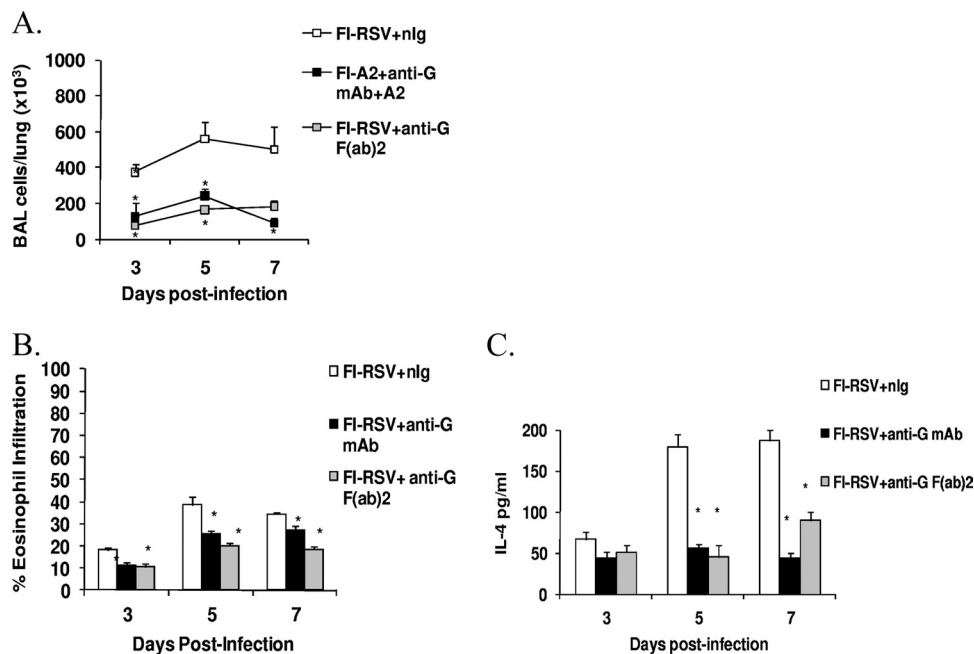 A.
FI-RSV+nIg
FI-A2+anti-G
mAb+A2
FI-RSV+anti-G
F(ab)2
BAL cells/lung (x10³)
1000
800
600
400
200
0
*
*
*
*
*
3
5
7
Days post-infection
B.
FI-RSV+nIg
FI-RSV+anti-G
mAb
FI-RSV+ anti-G
F(ab)2
% Eosinophil Infiltration
100
90
80
70
60
50
40
30
20
10
0
*
*
*
*
*
*
3
5
7
Days Post-Infection
C.
FI-RSV+nIg
FI-RSV+anti-G mAb
FI-RSV+anti-G F(ab)2
IL-4 pg/ml
200
150
100
50
0
*
*
*
*
3
5
7
Days post-infection